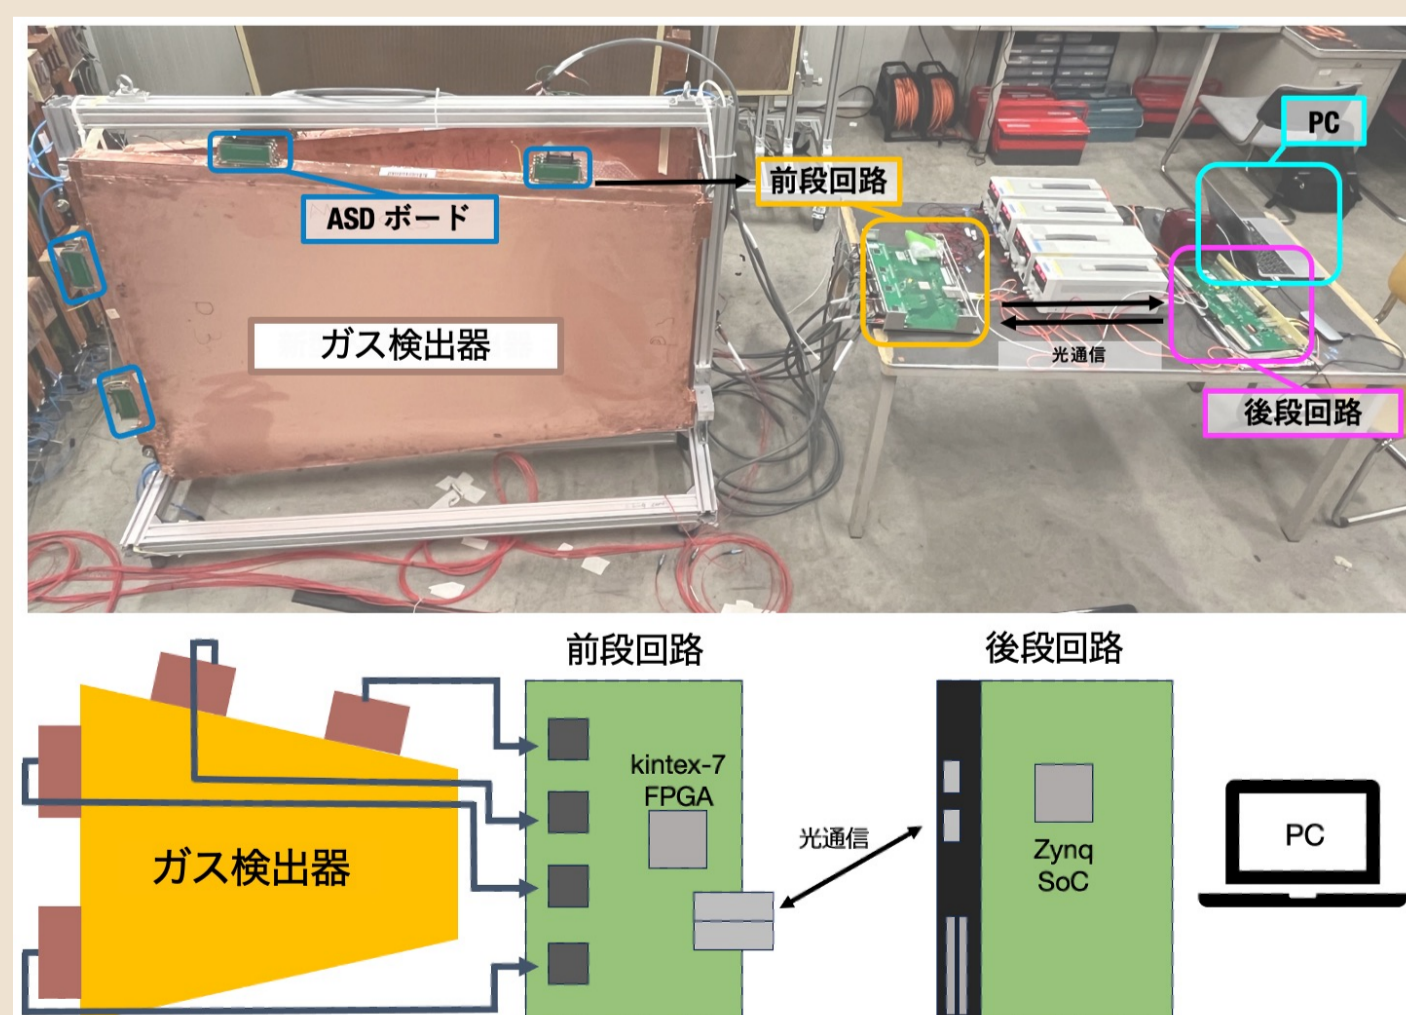 PC
前段回路
ASD ボード
ガス検出器
光通信
後段回路
前段回路
後段回路
kintex-7
FPGA
光通信
Zynq
SoC
PC
ガス検出器